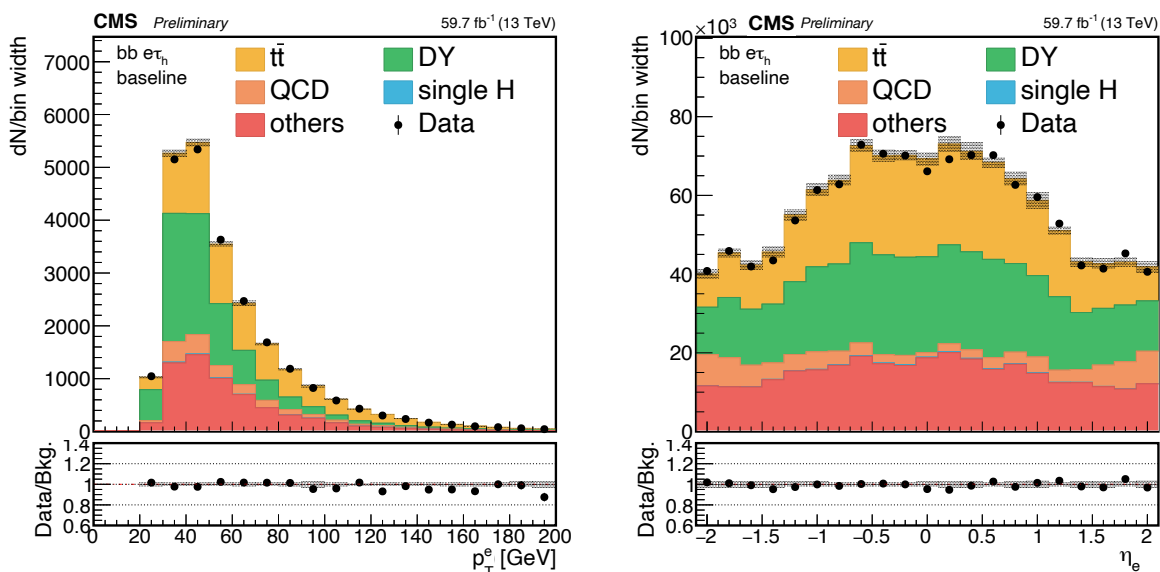 CMS Preliminary 59.7 fb⁻¹ (13 TeV)
bb eτₕ
baseline
tt̄
DY
QCD
single H
others
Data
dN/bin width
7000
6000
5000
4000
3000
2000
1000
0
Data/Bkg.
1.4
1.2
1
0.8
0.6
0 20 40 60 80 100 120 140 160 180 200
p_T^e [GeV]
×10³ CMS Preliminary 59.7 fb⁻¹ (13 TeV)
bb eτₕ
baseline
tt̄
DY
QCD
single H
others
Data
dN/bin width
100
80
60
40
20
0
Data/Bkg.
1.4
1.2
1
0.8
0.6
−2 −1.5 −1 −0.5 0 0.5 1 1.5 2
η_e